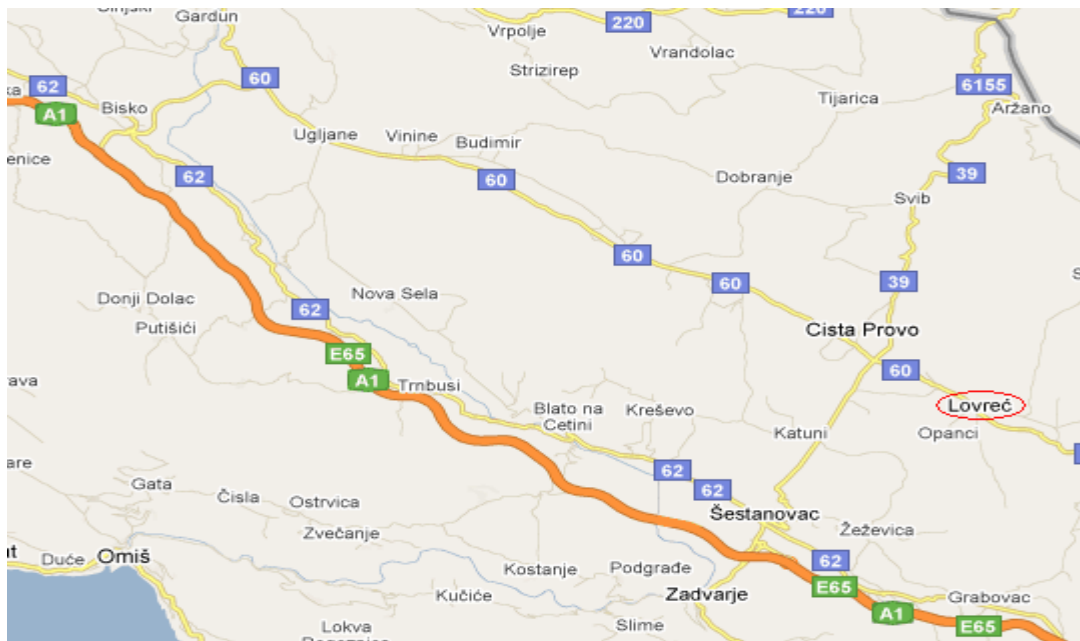 Sinjski
Gardun
Vrpolje
220
220
Vrandolac
Strizirep
60
62
6155
A1
Bisko
Tijarica
Aržano
Ugljane
Vinine
Budimir
enice
62
60
Dobranje
39
Svib
60
60
39
Donji Dolac
Nova Sela
62
Putišići
Cista Provo
E65
A1
Trnbusi
60
ava
Lovreć
Blato na
Cetini
Kreševo
Katuni
Opanci
are
62
62
Gata
Čisla
Ostrvica
Šestanovac
Žeževica
Zvečanje
Omiš
Duće
62
Kostanje
Podgrađe
E65
Kučiće
Zadvarje
Grabovac
A1
E65
Lokva
Slime